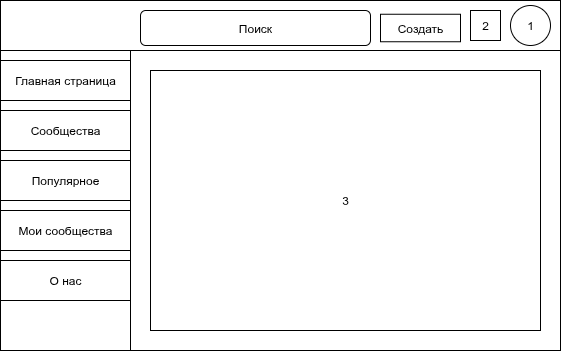 Поиск
Создать
2
1
Главная страница
Сообщества
Популярное
Мои сообщества
О нас
3